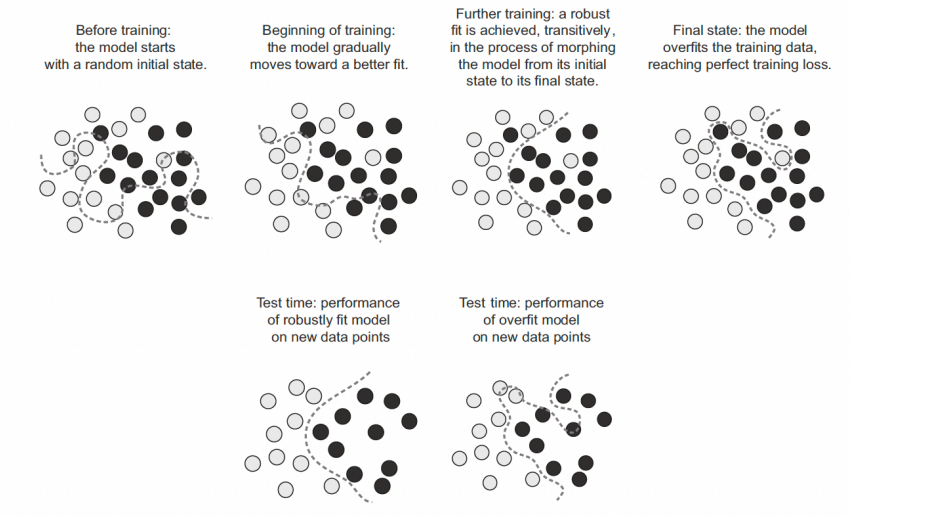 Before training:
the model starts
with a random initial state.
Beginning of training:
the model gradually
moves toward a better fit.
Further training: a robust
fit is achieved, transitively,
in the process of morphing
the model from its initial
state to its final state.
Final state: the model
overfits the training data,
reaching perfect training loss.
Test time: performance
of robustly fit model
on new data points
Test time: performance
of overfit model
on new data points